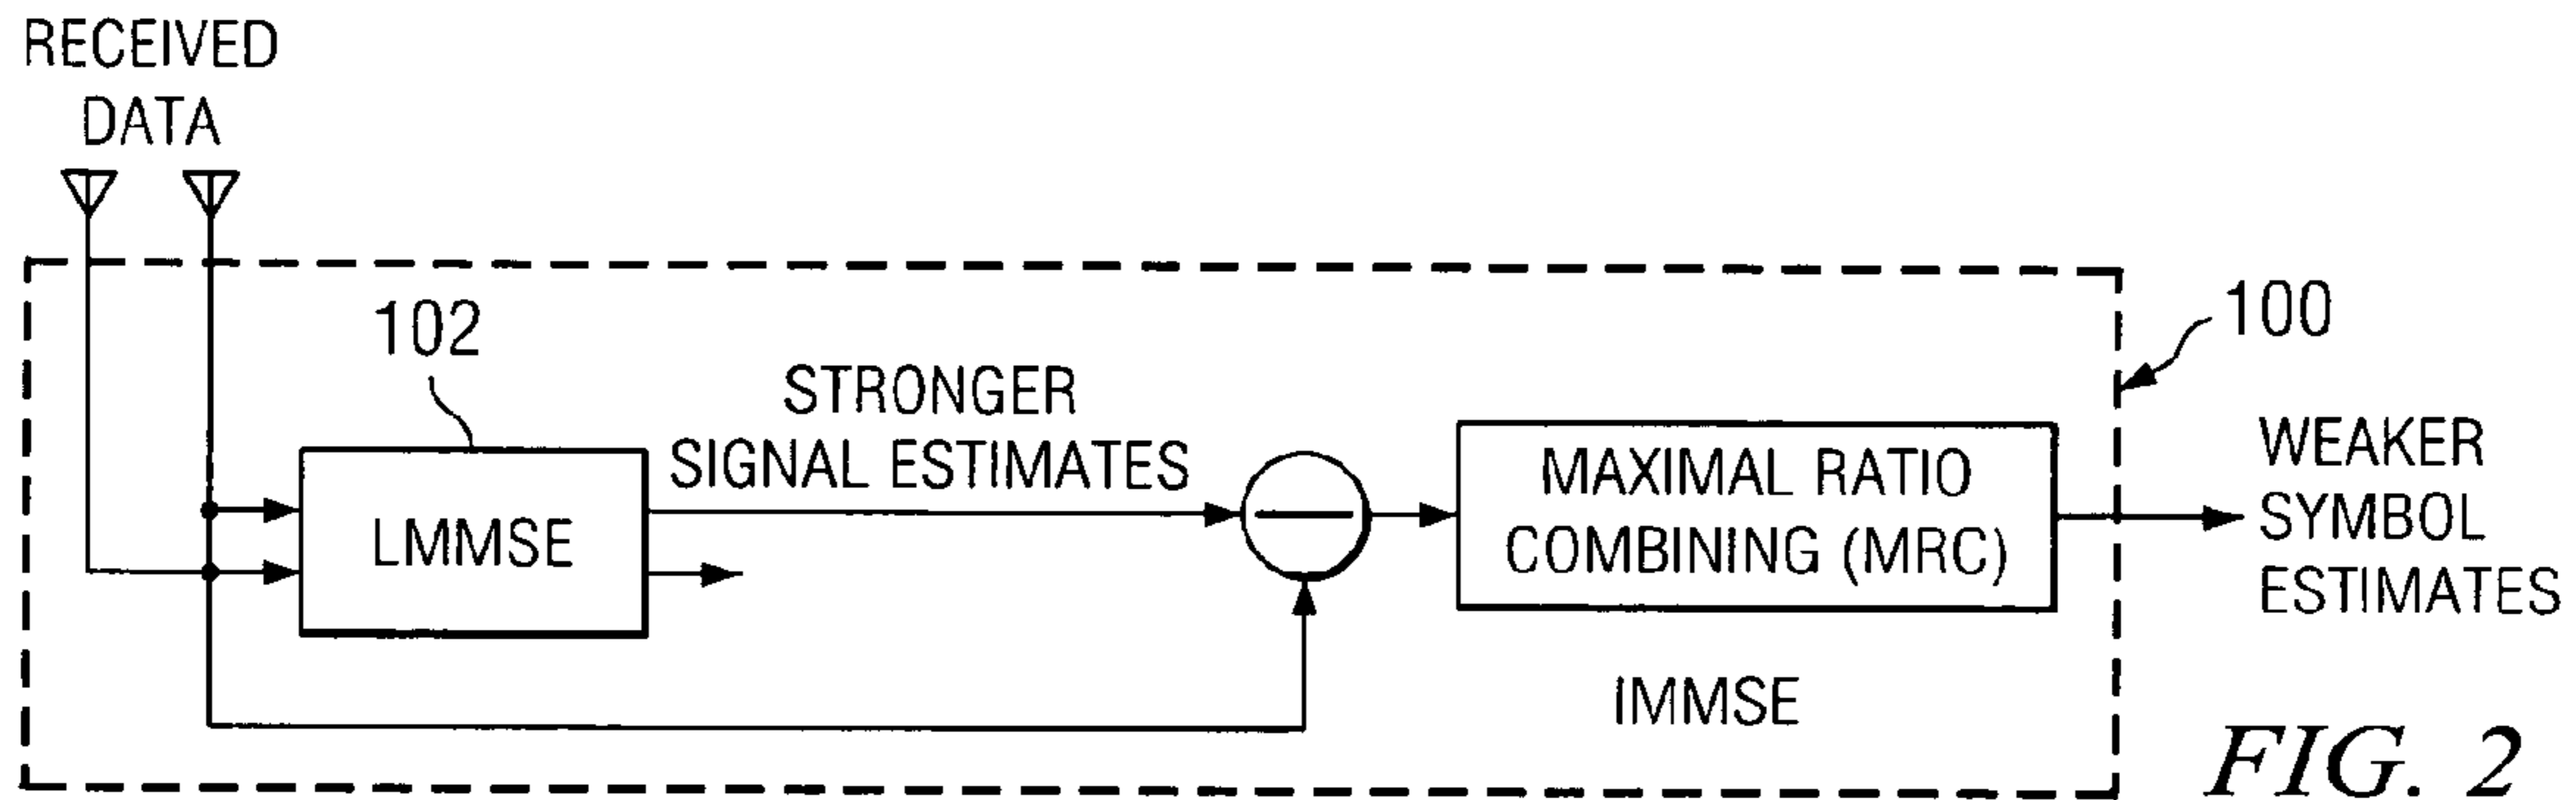 RECEIVED
DATA
102
100
STRONGER
SIGNAL ESTIMATES
LMMSE
MAXIMAL RATIO
COMBINING (MRC)
WEAKER
SYMBOL
ESTIMATES
IMMSE
FIG. 2